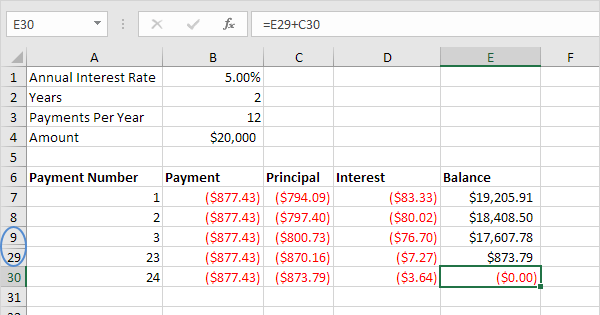 E30 fx =E29+C30
A B C D E F
1 Annual Interest Rate 5.00%
2 Years 2
3 Payments Per Year 12
4 Amount $20,000
5
6 Payment Number Payment Principal Interest Balance
7 1 ($877.43) ($794.09) ($83.33) $19,205.91
8 2 ($877.43) ($797.40) ($80.02) $18,408.50
9 3 ($877.43) ($800.73) ($76.70) $17,607.78
29 23 ($877.43) ($870.16) ($7.27) $873.79
30 24 ($877.43) ($873.79) ($3.64) ($0.00)
31